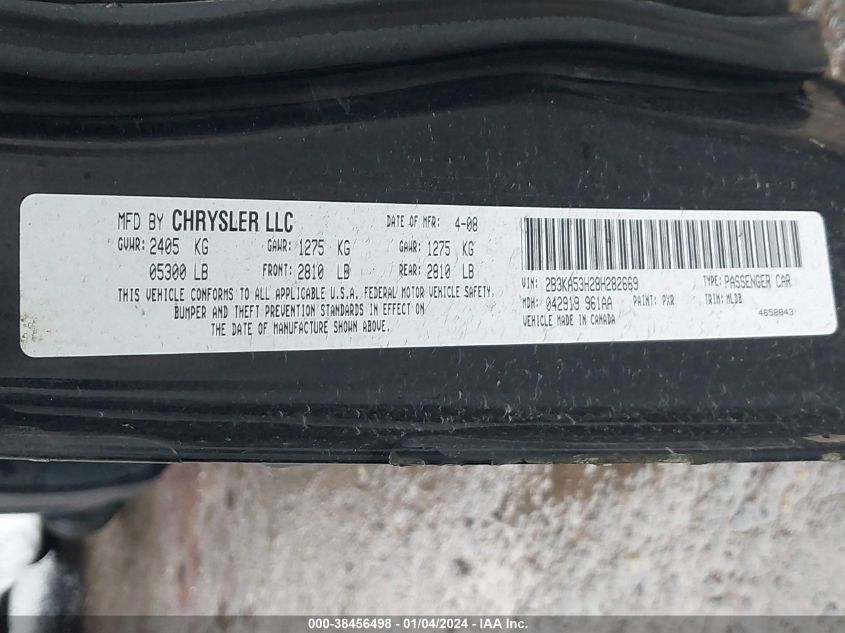 MFD BY CHRYSLER LLC DATE OF MFR: 4-08
GVWR: 2405 KG GAWR: 1275 KG GAWR: 1275 KG
05300 LB FRONT: 2810 LB REAR: 2810 LB
THIS VEHICLE CONFORMS TO ALL APPLICABLE U.S.A. FEDERAL MOTOR VEHICLE SAFETY,
BUMPER AND THEFT PREVENTION STANDARDS IN EFFECT ON
THE DATE OF MANUFACTURE SHOWN ABOVE.
VIN: 2B3KA53H28H282669 TYPE: PASSENGER CAR
MDH: 042919 961AA PAINT: PXR TRIM: MLDB
VEHICLE MADE IN CANADA 4658843
000-38456498 - 01/04/2024 - IAA Inc.